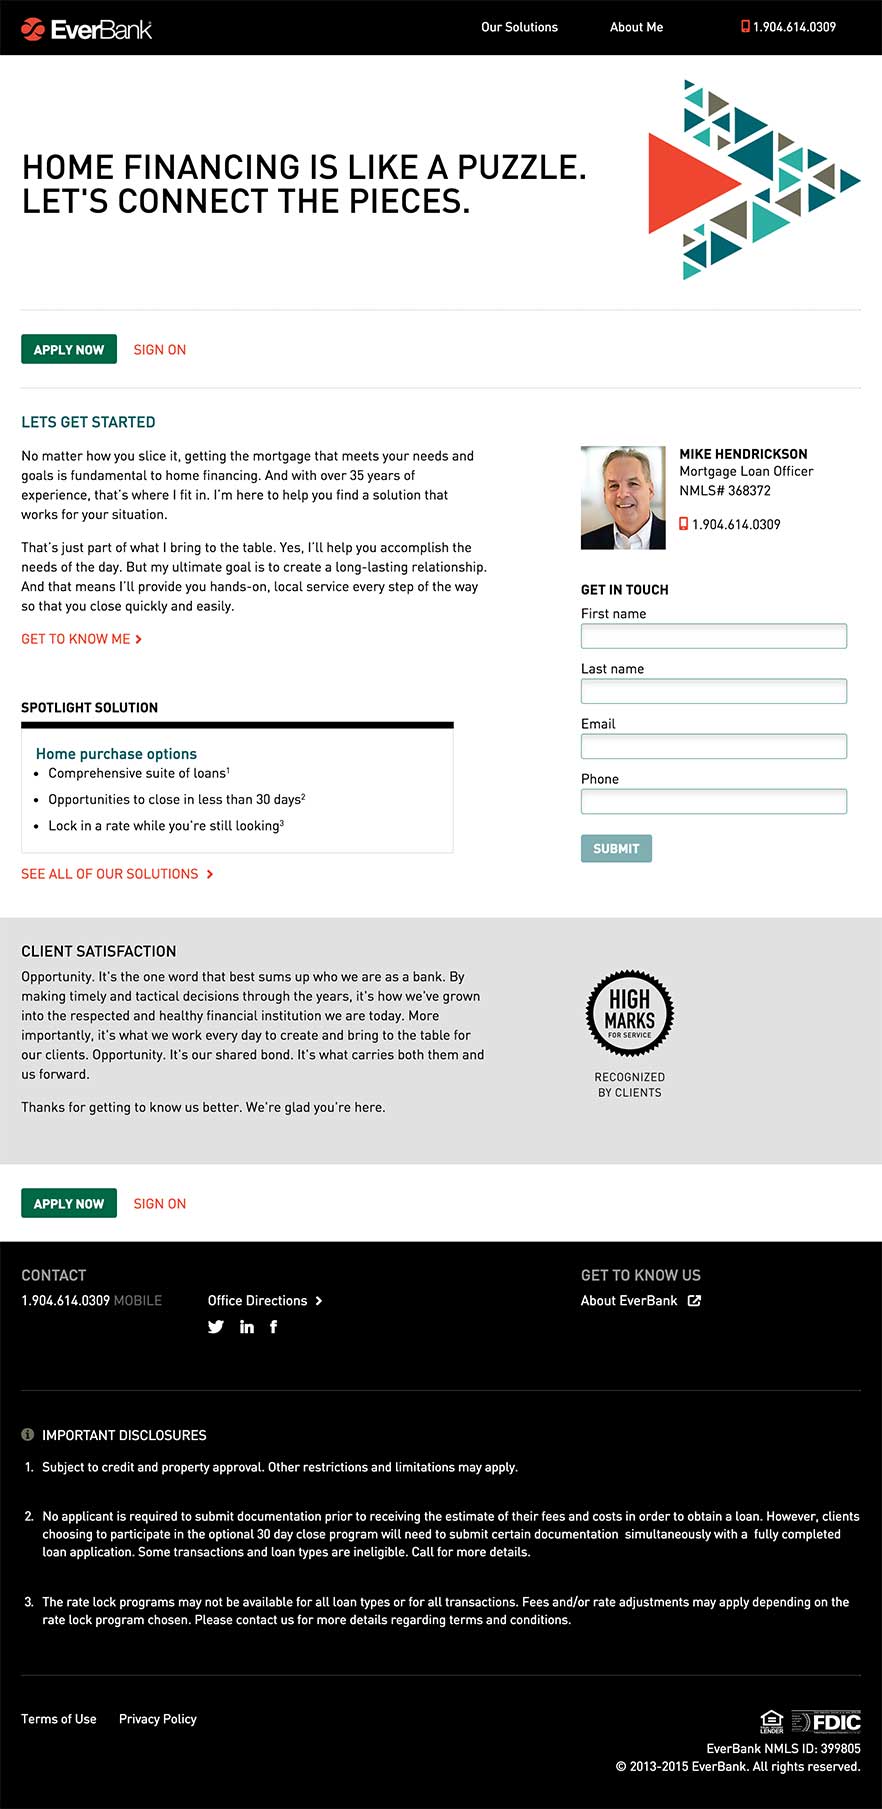 EverBank
Our Solutions
About Me
1.904.614.0309
HOME FINANCING IS LIKE A PUZZLE.
LET'S CONNECT THE PIECES.
APPLY NOW
SIGN ON
LETS GET STARTED
No matter how you slice it, getting the mortgage that meets your needs and
goals is fundamental to home financing. And with over 35 years of
experience, that's where I fit in. I'm here to help you find a solution that
works for your situation.
That's just part of what I bring to the table. Yes, I'll help you accomplish the
needs of the day. But my ultimate goal is to create a long-lasting relationship.
And that means I'll provide you hands-on, local service every step of the way
so that you close quickly and easily.
GET TO KNOW ME
SPOTLIGHT SOLUTION
Home purchase options
• Comprehensive suite of loans¹
• Opportunities to close in less than 30 days²
• Lock in a rate while you're still looking³
SEE ALL OF OUR SOLUTIONS
MIKE HENDRICKSON
Mortgage Loan Officer
NMLS# 368372
1.904.614.0309
GET IN TOUCH
First name
Last name
Email
Phone
SUBMIT
CLIENT SATISFACTION
Opportunity. It's the one word that best sums up who we are as a bank. By
making timely and tactical decisions through the years, it's how we've grown
into the respected and healthy financial institution we are today. More
importantly, it's what we work every day to create and bring to the table for
our clients. Opportunity. It's our shared bond. It's what carries both them and
us forward.
Thanks for getting to know us better. We're glad you're here.
HIGH
MARKS
FOR SERVICE
RECOGNIZED
BY CLIENTS
APPLY NOW
SIGN ON
CONTACT
1.904.614.0309 MOBILE
Office Directions
GET TO KNOW US
About EverBank
IMPORTANT DISCLOSURES
1. Subject to credit and property approval. Other restrictions and limitations may apply.
2. No applicant is required to submit documentation prior to receiving the estimate of their fees and costs in order to obtain a loan. However, clients
choosing to participate in the optional 30 day close program will need to submit certain documentation simultaneously with a fully completed
loan application. Some transactions and loan types are ineligible. Call for more details.
3. The rate lock programs may not be available for all loan types or for all transactions. Fees and/or rate adjustments may apply depending on the
rate lock program chosen. Please contact us for more details regarding terms and conditions.
Terms of Use
Privacy Policy
LENDER
FDIC
EverBank NMLS ID: 399805
© 2013-2015 EverBank. All rights reserved.